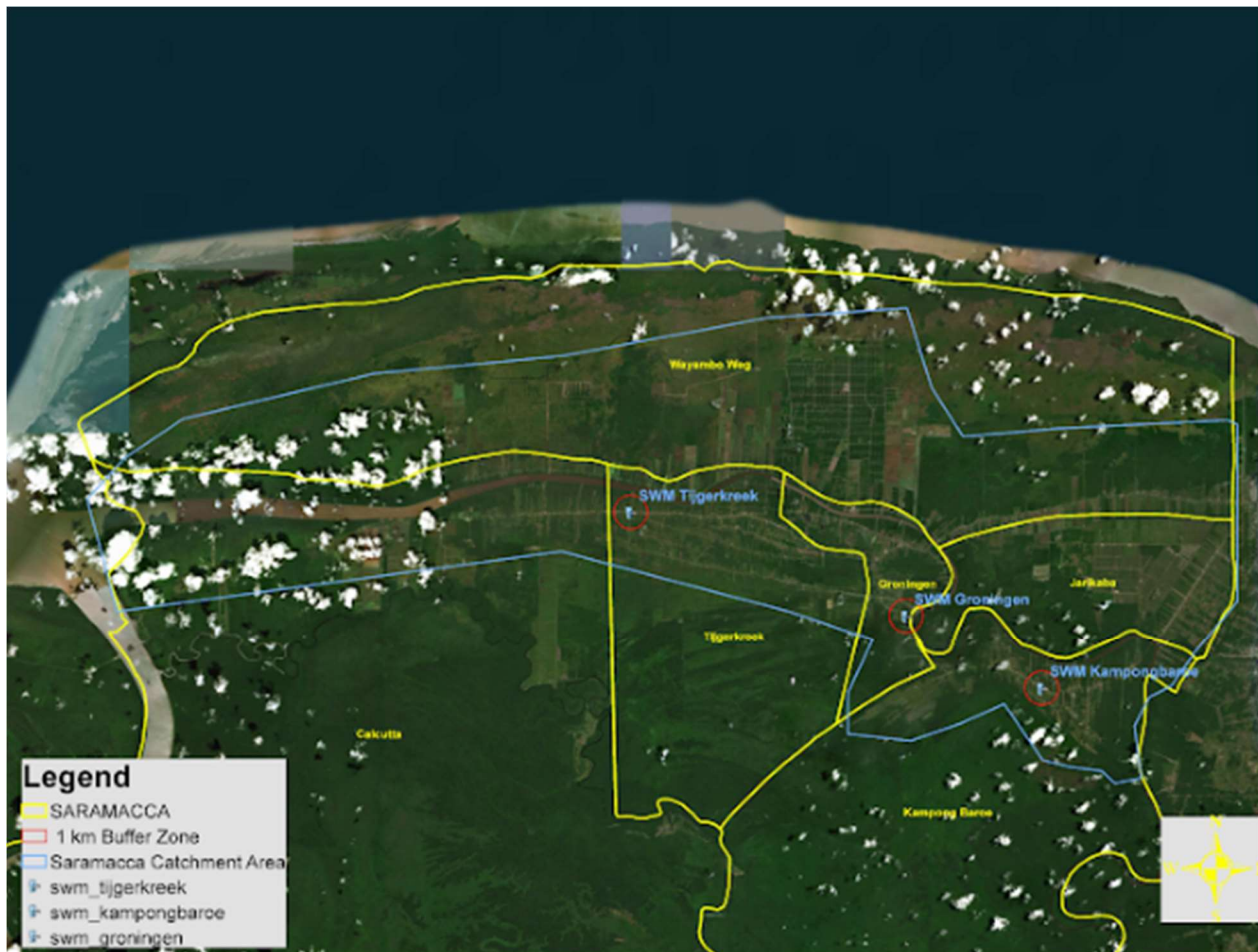 Wayambo Weg
SWM Tijgerkreek
Groningen
Jarikaba
SWM Groningen
Tijgerkreek
SWM Kampongbaroe
Calcutta
Kampong Baroe
Legend
SARAMACCA
1 km Buffer Zone
Saramacca Catchment Area
swm_tijgerkreek
swm_kampongbaroe
swm_groningen
N